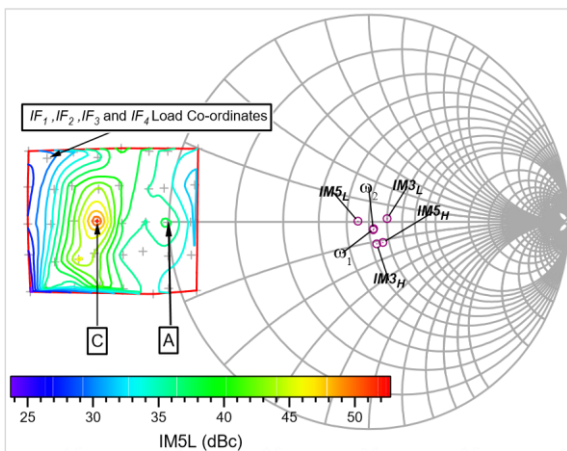 IF1 ,IF2 ,IF3 and IF4 Load Co-ordinates
IM5L
ω2
IM3L
IM5H
ω1
IM3H
C
A
25 30 35 40 45 50
IM5L (dBc)